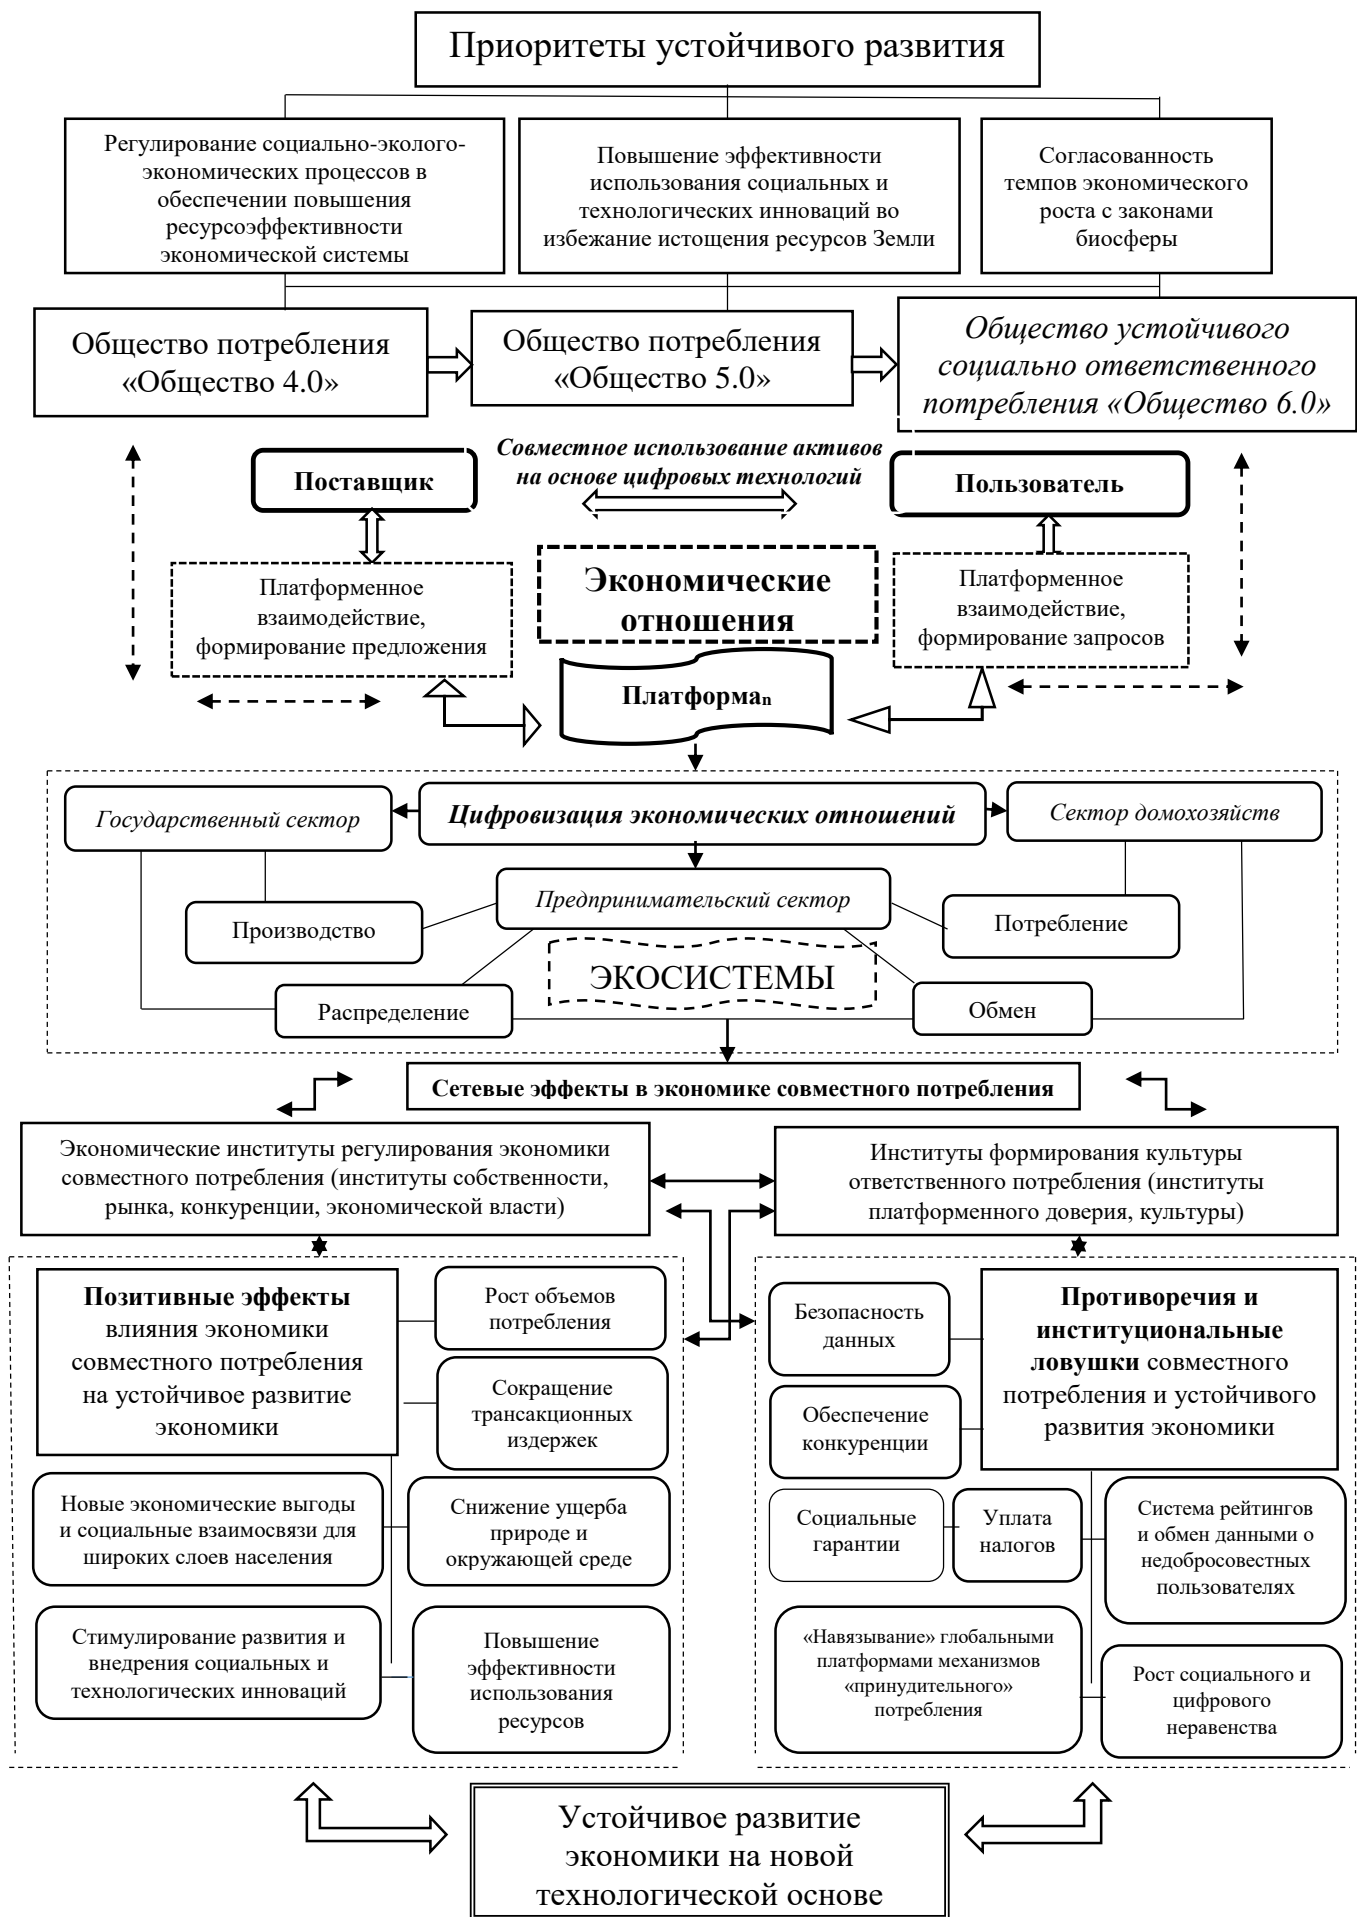 Приоритеты устойчивого развития
Регулирование социально-эколого-
экономических процессов в
обеспечении повышения
ресурсоэффективности
экономической системы
Повышение эффективности
использования социальных и
технологических инноваций во
избежание истощения ресурсов Земли
Согласованность
темпов экономического
роста с законами
биосферы
Общество потребления
«Общество 4.0»
Общество потребления
«Общество 5.0»
Общество устойчивого
социально ответственного
потребления «Общество 6.0»
Поставщик
Совместное использование активов
на основе цифровых технологий
Пользователь
Платформенное
взаимодействие,
формирование предложения
Экономические
отношения
Платформенное
взаимодействие,
формирование запросов
Платформаn
Государственный сектор
Цифровизация экономических отношений
Сектор домохозяйств
Предпринимательский сектор
Производство
Потребление
ЭКОСИСТЕМЫ
Распределение
Обмен
Сетевые эффекты в экономике совместного потребления
Экономические институты регулирования экономики
совместного потребления (институты собственности,
рынка, конкуренции, экономической власти)
Институты формирования культуры
ответственного потребления (институты
платформенного доверия, культуры)
Позитивные эффекты
влияния экономики
совместного потребления
на устойчивое развитие
экономики
Рост объемов
потребления
Сокращение
трансакционных
издержек
Новые экономические выгоды
и социальные взаимосвязи для
широких слоев населения
Снижение ущерба
природе и
окружающей среде
Стимулирование развития и
внедрения социальных и
технологических инноваций
Повышение
эффективности
использования
ресурсов
Безопасность
данных
Противоречия и
институциональные
ловушки совместного
потребления и устойчивого
развития экономики
Обеспечение
конкуренции
Социальные
гарантии
Уплата
налогов
Система рейтингов
и обмен данными о
недобросовестных
пользователях
«Навязывание» глобальными
платформами механизмов
«принудительного»
потребления
Рост социального и
цифрового
неравенства
Устойчивое развитие
экономики на новой
технологической основе